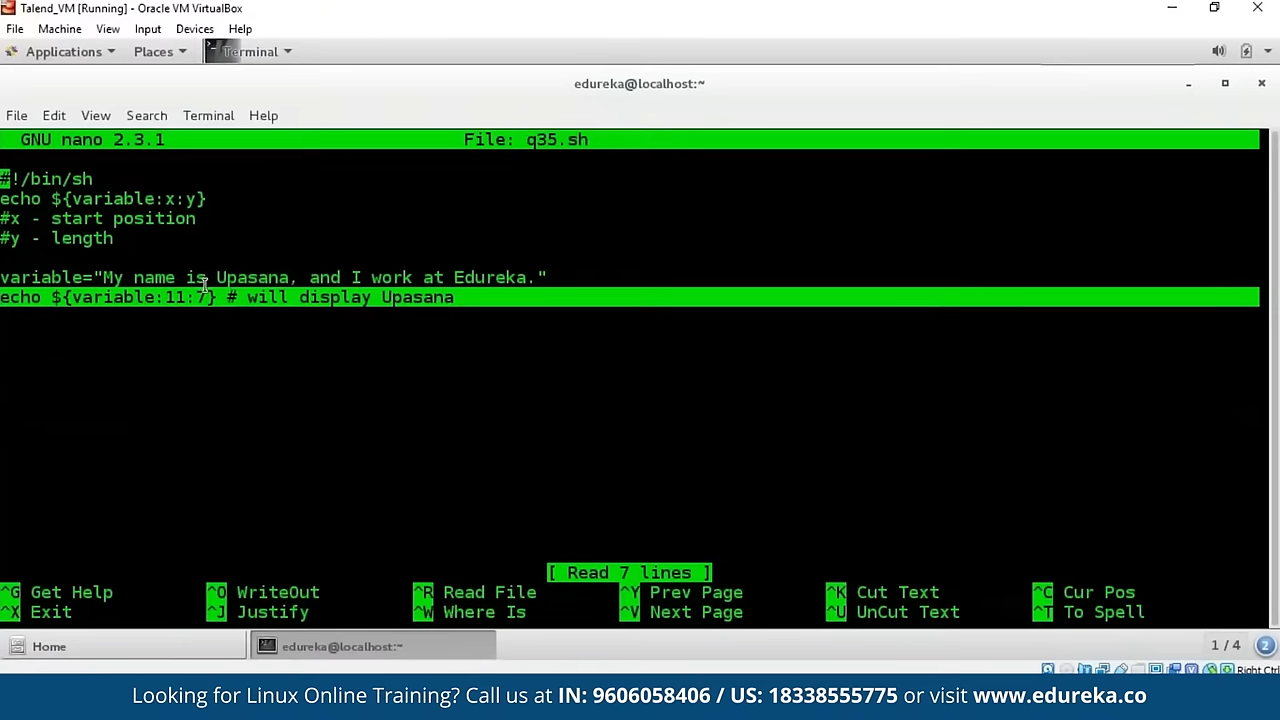 Talend_VM [Running] - Oracle VM VirtualBox
File Machine View Input Devices Help
Applications Places Terminal
edureka@localhost:~
File Edit View Search Terminal Help
GNU nano 2.3.1 File: q35.sh
#!/bin/sh
echo ${variable:x:y}
#x - start position
#y - length
variable="My name is Upasana, and I work at Edureka."
echo ${variable:11:7} # will display Upasana
[ Read 7 lines ]
^G Get Help ^O WriteOut ^R Read File ^Y Prev Page ^K Cut Text ^C Cur Pos
^X Exit ^J Justify ^W Where Is ^V Next Page ^U UnCut Text ^T To Spell
Home edureka@localhost:~ 1 / 4 2
Right Ctrl
Looking for Linux Online Training? Call us at IN: 9606058406 / US: 18338555775 or visit www.edureka.co